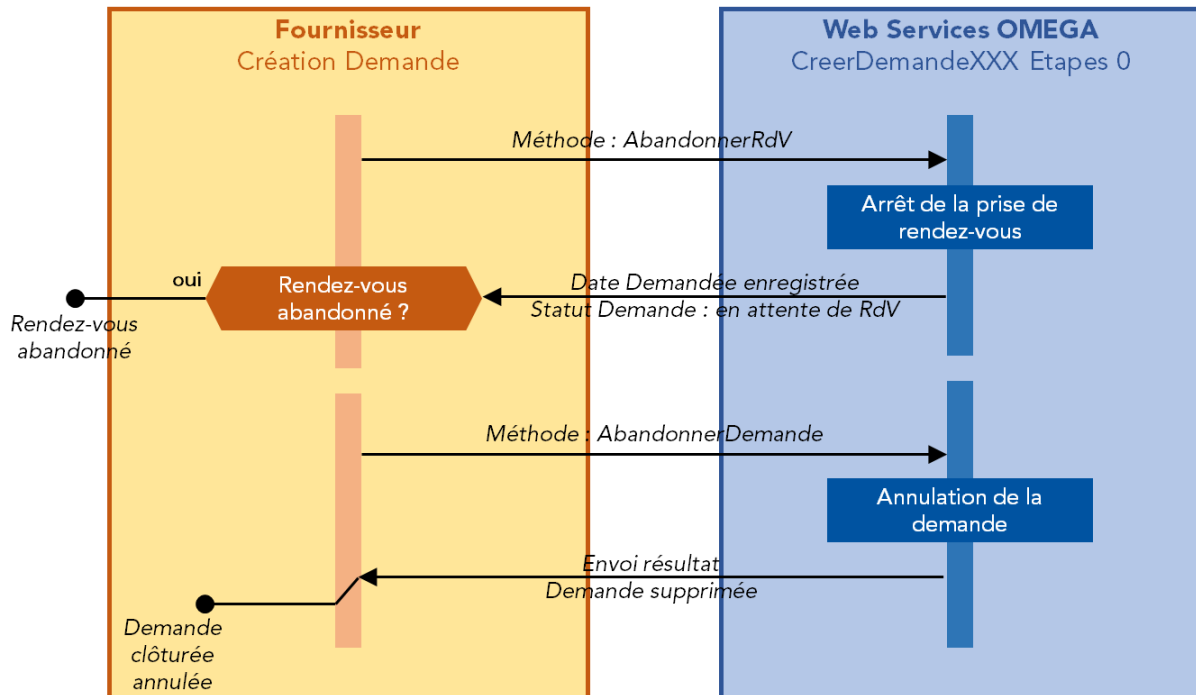 Fournisseur
Création Demande
Web Services OMEGA
CreerDemandeXXX Etapes 0
Méthode : AbandonnerRdV
Arrêt de la prise de
rendez-vous
oui
Rendez-vous
abandonné ?
Date Demandée enregistrée
Statut Demande : en attente de RdV
Rendez-vous
abandonné
Méthode : AbandonnerDemande
Annulation de la
demande
Envoi résultat
Demande supprimée
Demande
clôturée
annulée